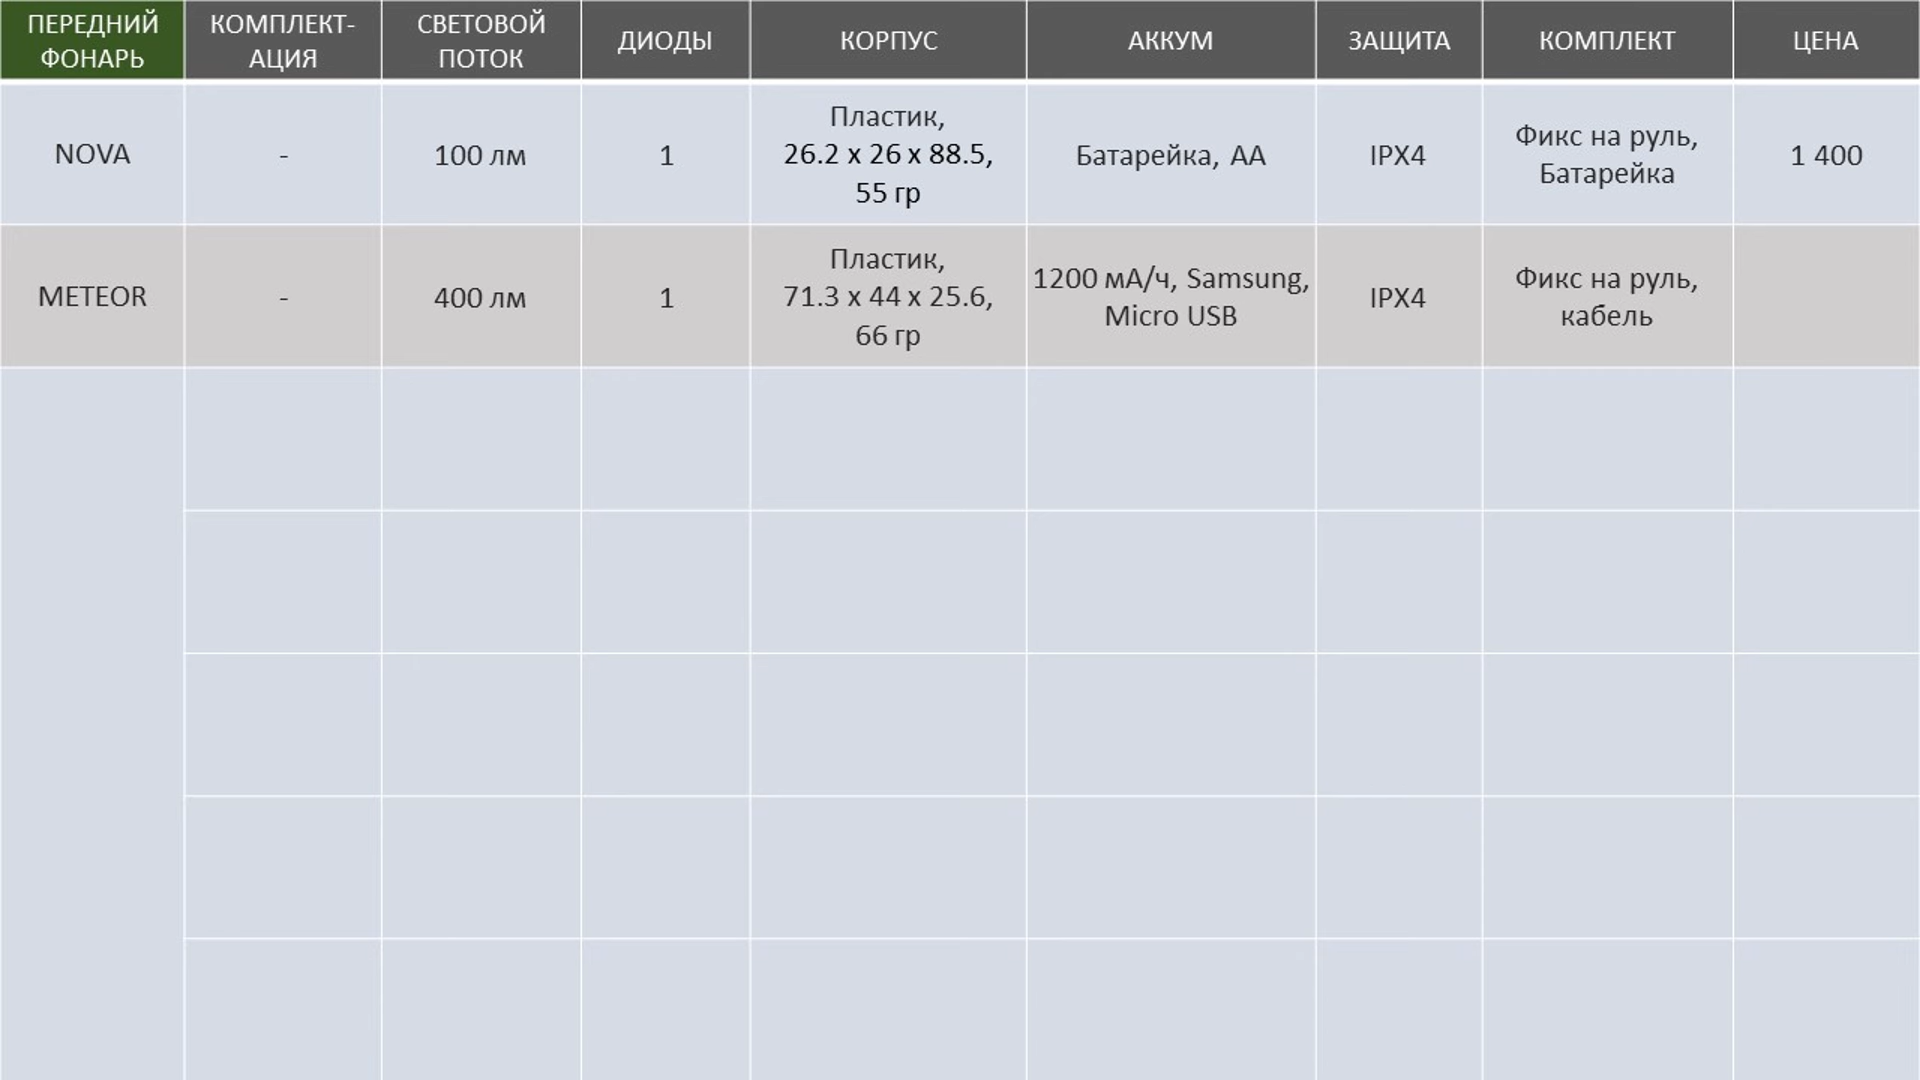 ПЕРЕДНИЙ
ФОНАРЬ
КОМПЛЕКТ-
АЦИЯ
СВЕТОВОЙ
ПОТОК
ДИОДЫ
КОРПУС
АККУМ
ЗАЩИТА
КОМПЛЕКТ
ЦЕНА
NOVA
-
100 лм
1
Пластик,
26.2 x 26 x 88.5,
55 гр
Батарейка, АА
IPX4
Фикс на руль,
Батарейка
1 400
METEOR
-
400 лм
1
Пластик,
71.3 x 44 x 25.6,
66 гр
1200 мА/ч, Samsung,
Micro USB
IPX4
Фикс на руль,
кабель